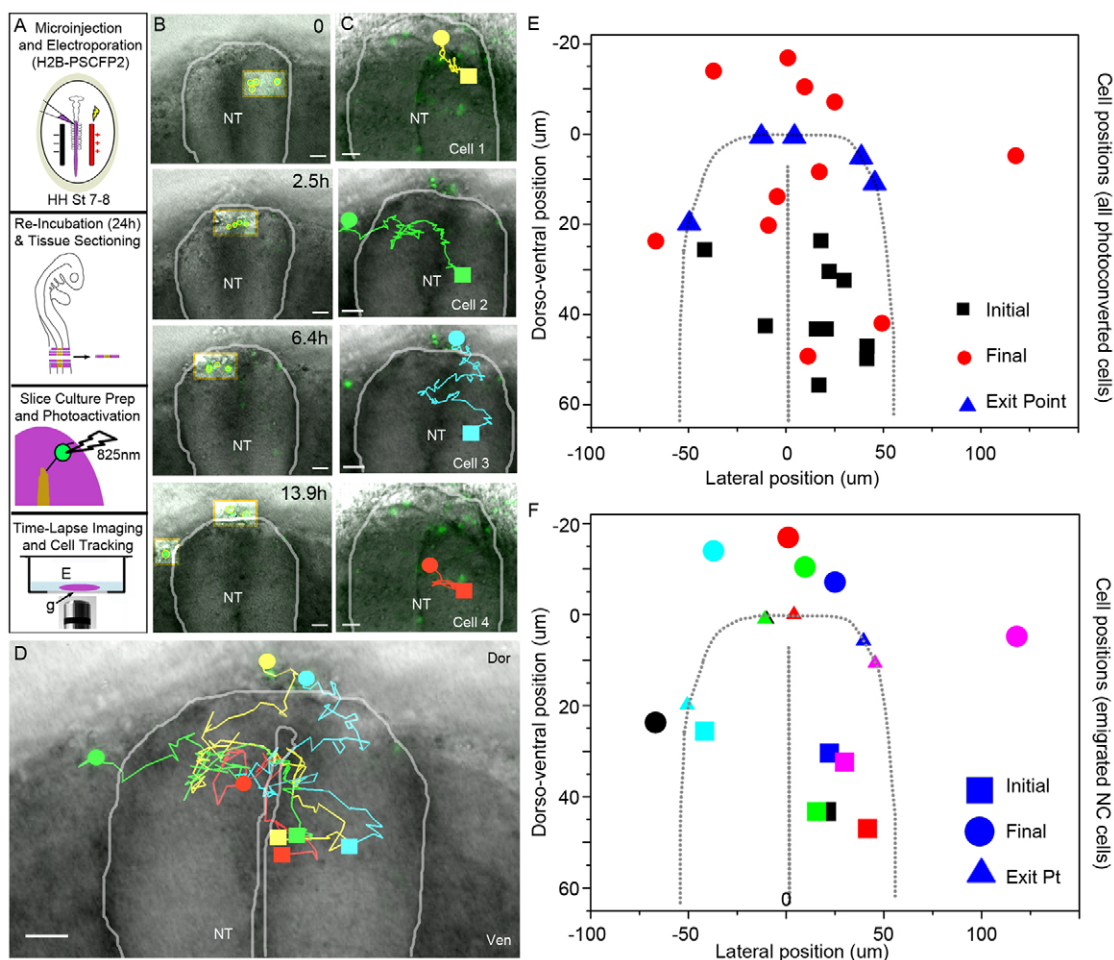 A
Microinjection
and Electroporation
(H2B-PSCFP2)
HH St 7-8
Re-Incubation (24h)
& Tissue Sectioning
Slice Culture Prep
and Photoactivation
825nm
Time-Lapse Imaging
and Cell Tracking
E
g
B
0
NT
2.5h
NT
6.4h
NT
13.9h
NT
C
NT
Cell 1
NT
Cell 2
NT
Cell 3
NT
Cell 4
D
Dor
NT
Ven
E
Dorso-ventral position (um)
-20
0
20
40
60
-100
-50
0
50
100
Lateral position (um)
Initial
Final
Exit Point
Cell positions (all photoconverted cells)
F
Dorso-ventral position (um)
-20
0
20
40
60
0
-100
-50
0
50
100
Lateral position (um)
Initial
Final
Exit Pt
Cell positions (emigrated NC cells)